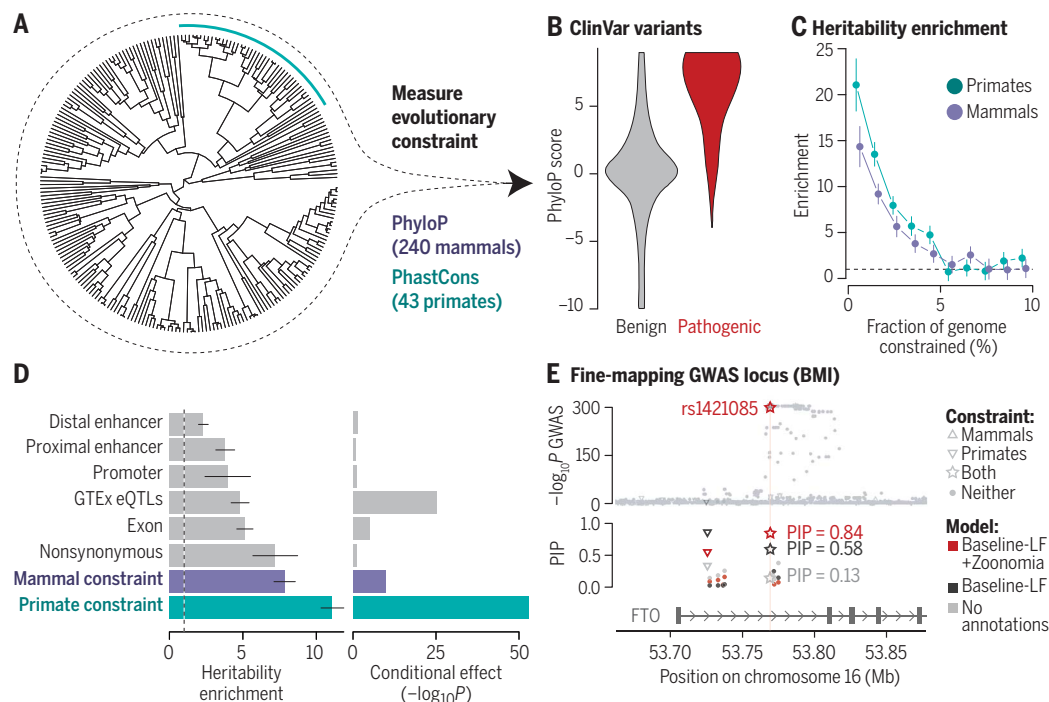 A
Measure
evolutionary
constraint
PhyloP
(240 mammals)
PhastCons
(43 primates)
B ClinVar variants
PhyloP score
5
0
−5
−10
Benign
Pathogenic
C Heritability enrichment
Enrichment
25
20
15
10
5
0
Primates
Mammals
0
5
10
Fraction of genome
constrained (%)
D
Distal enhancer
Proximal enhancer
Promoter
GTEx eQTLs
Exon
Nonsynonymous
Mammal constraint
Primate constraint
0
5
10
Heritability
enrichment
0
25
50
Conditional effect
(−log10P)
E Fine-mapping GWAS locus (BMI)
−log10P GWAS
300
150
0
rs1421085
PIP
1.0
0.5
0.0
PIP = 0.84
PIP = 0.58
PIP = 0.13
FTO
53.70
53.75
53.80
53.85
Position on chromosome 16 (Mb)
Constraint:
Mammals
Primates
Both
Neither
Model:
Baseline-LF
+Zoonomia
Baseline-LF
No
annotations